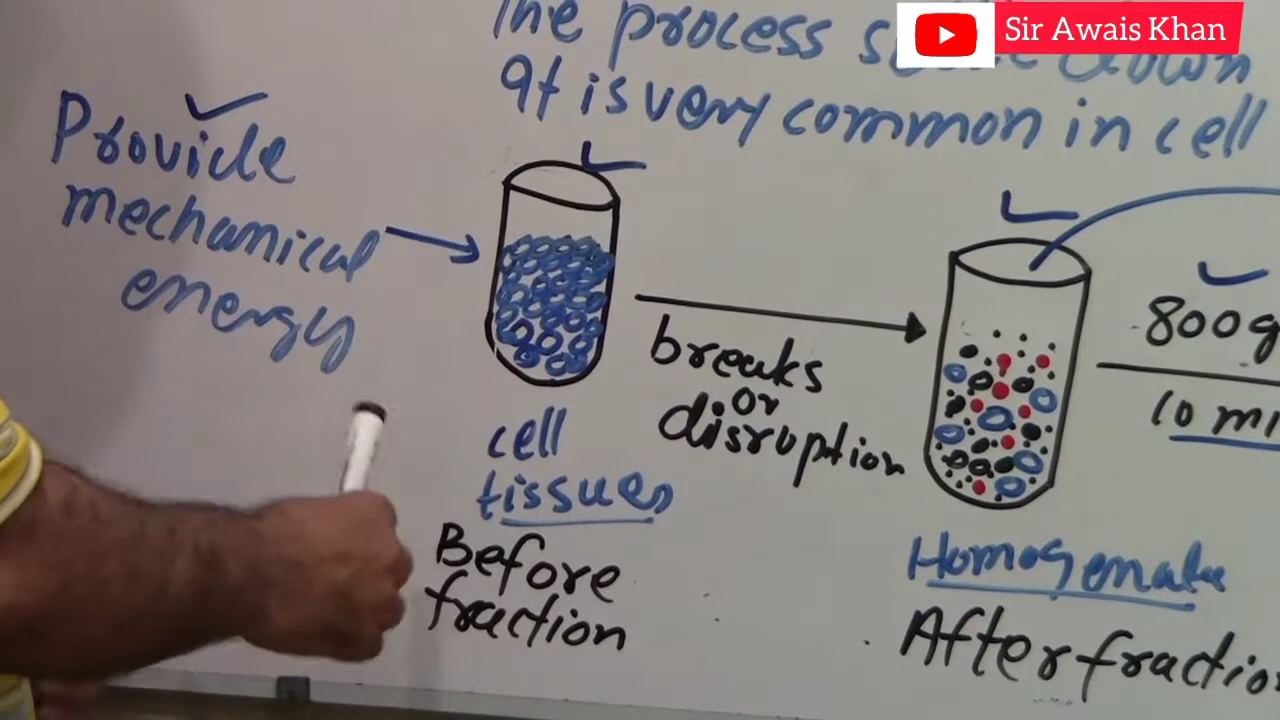 Sir Awais Khan
The process
It is very common in cell
Provide
mechanical
energy
breaks
or
disruption
800g
10 mi
cell
tissues
Before
fraction
Homogenate
After fractio